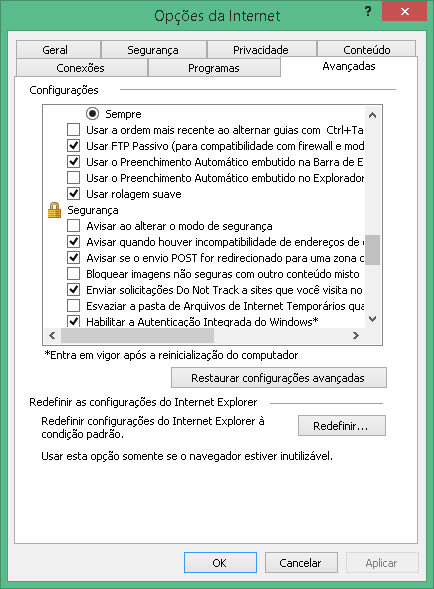 Opções da Internet
Geral Segurança Privacidade Conteúdo
Conexões Programas Avançadas
Configurações
Sempre
Usar a ordem mais recente ao alternar guias com Ctrl+Ta
Usar FTP Passivo (para compatibilidade com firewall e mod
Usar o Preenchimento Automático embutido na Barra de E
Usar o Preenchimento Automático embutido no Explorador
Usar rolagem suave
Segurança
Avisar ao alterar o modo de segurança
Avisar quando houver incompatibilidade de endereços de
Avisar se o envio POST for redirecionado para uma zona
Bloquear imagens não seguras com outro conteúdo misto
Enviar solicitações Do Not Track a sites que você visita no
Esvaziar a pasta de Arquivos de Internet Temporários qua
Habilitar a Autenticação Integrada do Windows*
*Entra em vigor após a reinicialização do computador
Restaurar configurações avançadas
Redefinir as configurações do Internet Explorer
Redefinir configurações do Internet Explorer à
condição padrão.
Redefinir...
Usar esta opção somente se o navegador estiver inutilizável.
OK Cancelar Aplicar